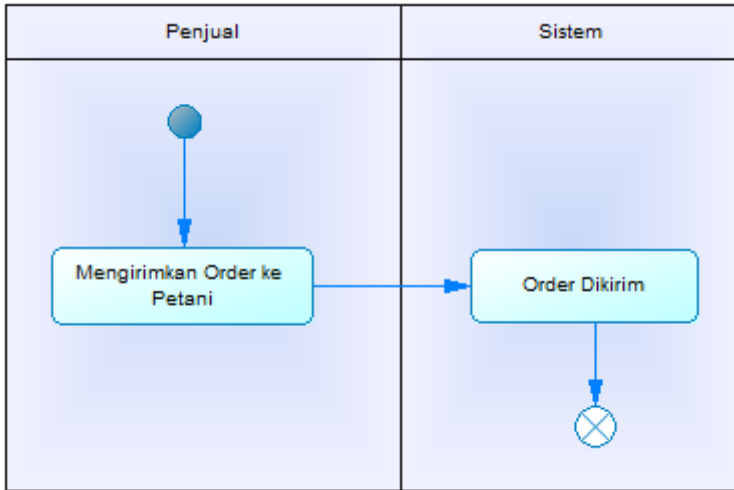 Penjual
Sistem
Mengirimkan Order ke
Petani
Order Dikirim